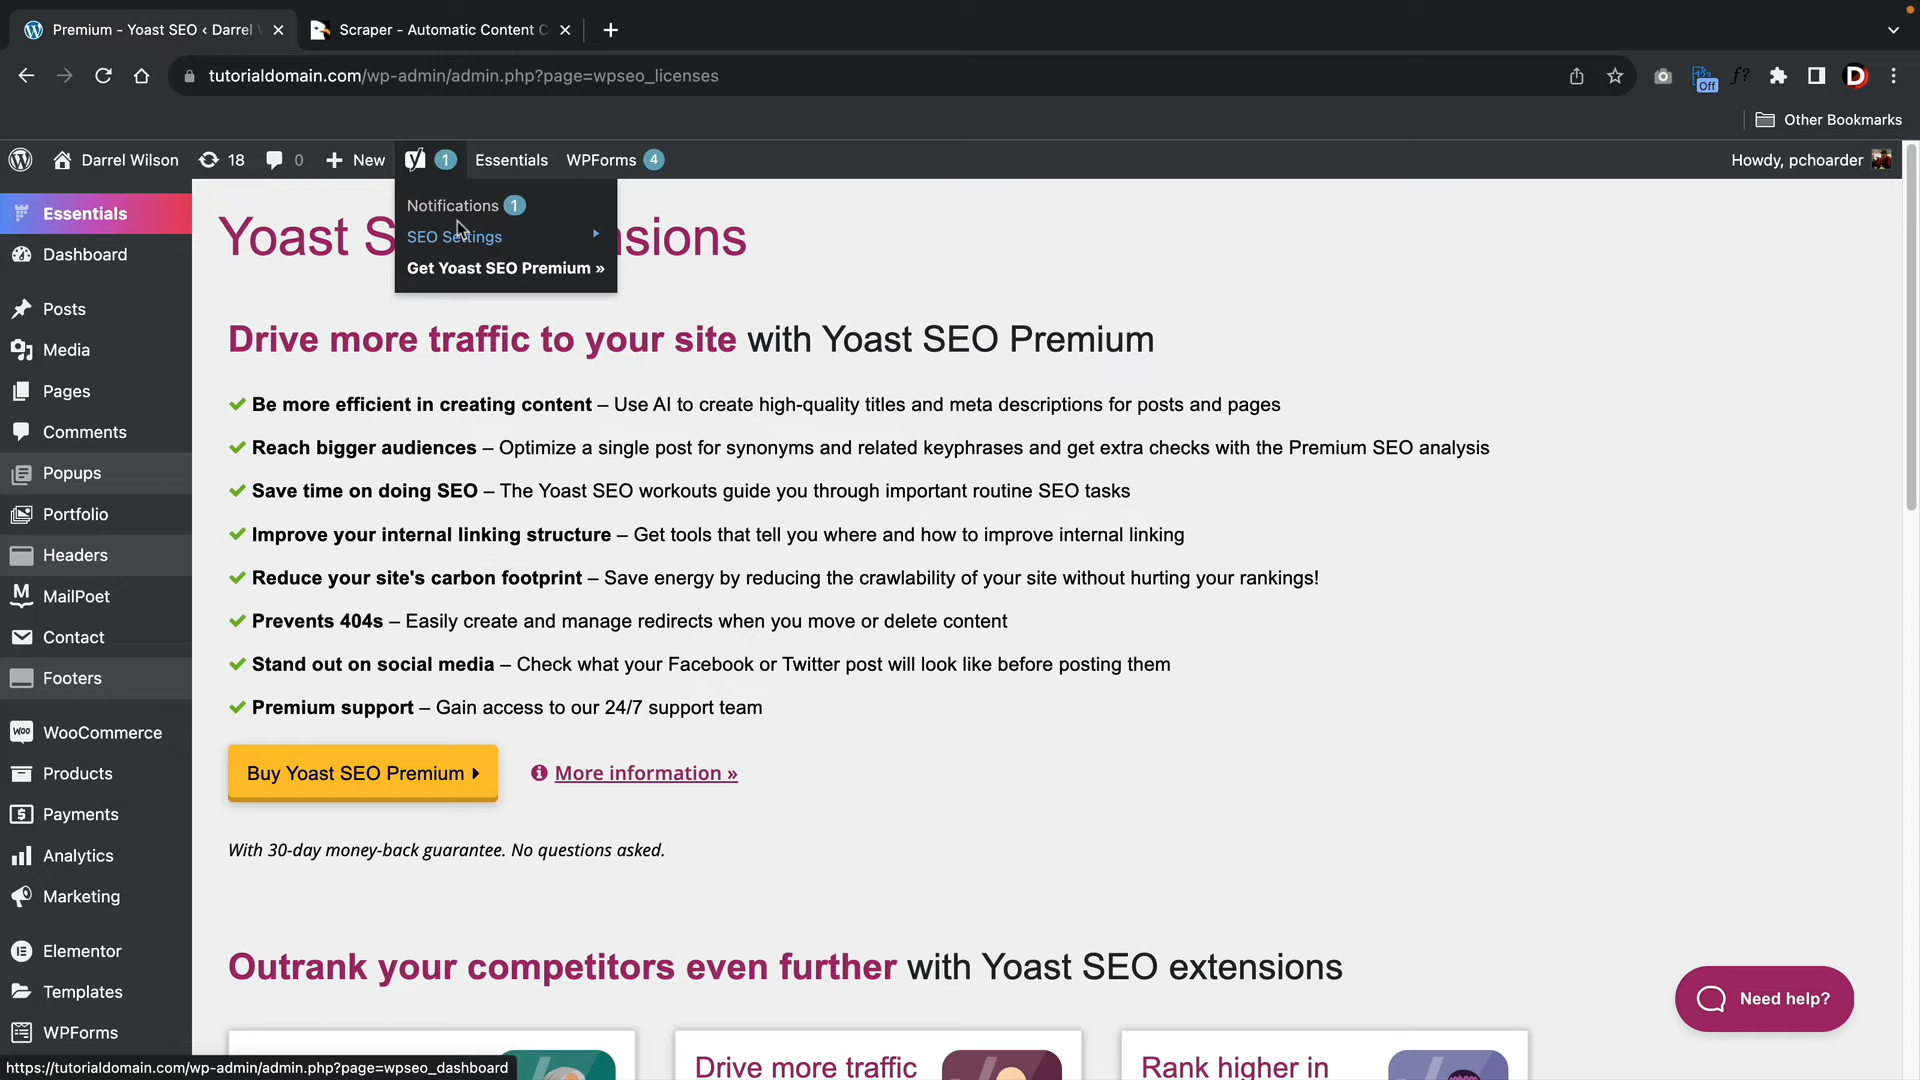 Premium - Yoast SEO ‹ Darrel
Scraper - Automatic Content C
tutorialdomain.com/wp-admin/admin.php?page=wpseo_licenses
Off
f?
D
Other Bookmarks
Darrel Wilson 18 0 New 1 Essentials WPForms 4 Howdy, pchoarder
Notifications 1
SEO Settings
Get Yoast SEO Premium »
Essentials
Dashboard
Posts
Media
Pages
Comments
Popups
Portfolio
Headers
MailPoet
Contact
Footers
WooCommerce
Products
Payments
Analytics
Marketing
Elementor
Templates
WPForms
Yoast S sions
Drive more traffic to your site with Yoast SEO Premium
Be more efficient in creating content – Use AI to create high-quality titles and meta descriptions for posts and pages
Reach bigger audiences – Optimize a single post for synonyms and related keyphrases and get extra checks with the Premium SEO analysis
Save time on doing SEO – The Yoast SEO workouts guide you through important routine SEO tasks
Improve your internal linking structure – Get tools that tell you where and how to improve internal linking
Reduce your site's carbon footprint – Save energy by reducing the crawlability of your site without hurting your rankings!
Prevents 404s – Easily create and manage redirects when you move or delete content
Stand out on social media – Check what your Facebook or Twitter post will look like before posting them
Premium support – Gain access to our 24/7 support team
Buy Yoast SEO Premium More information »
With 30-day money-back guarantee. No questions asked.
Outrank your competitors even further with Yoast SEO extensions
Need help?
Drive more traffic
Rank higher in
https://tutorialdomain.com/wp-admin/admin.php?page=wpseo_dashboard